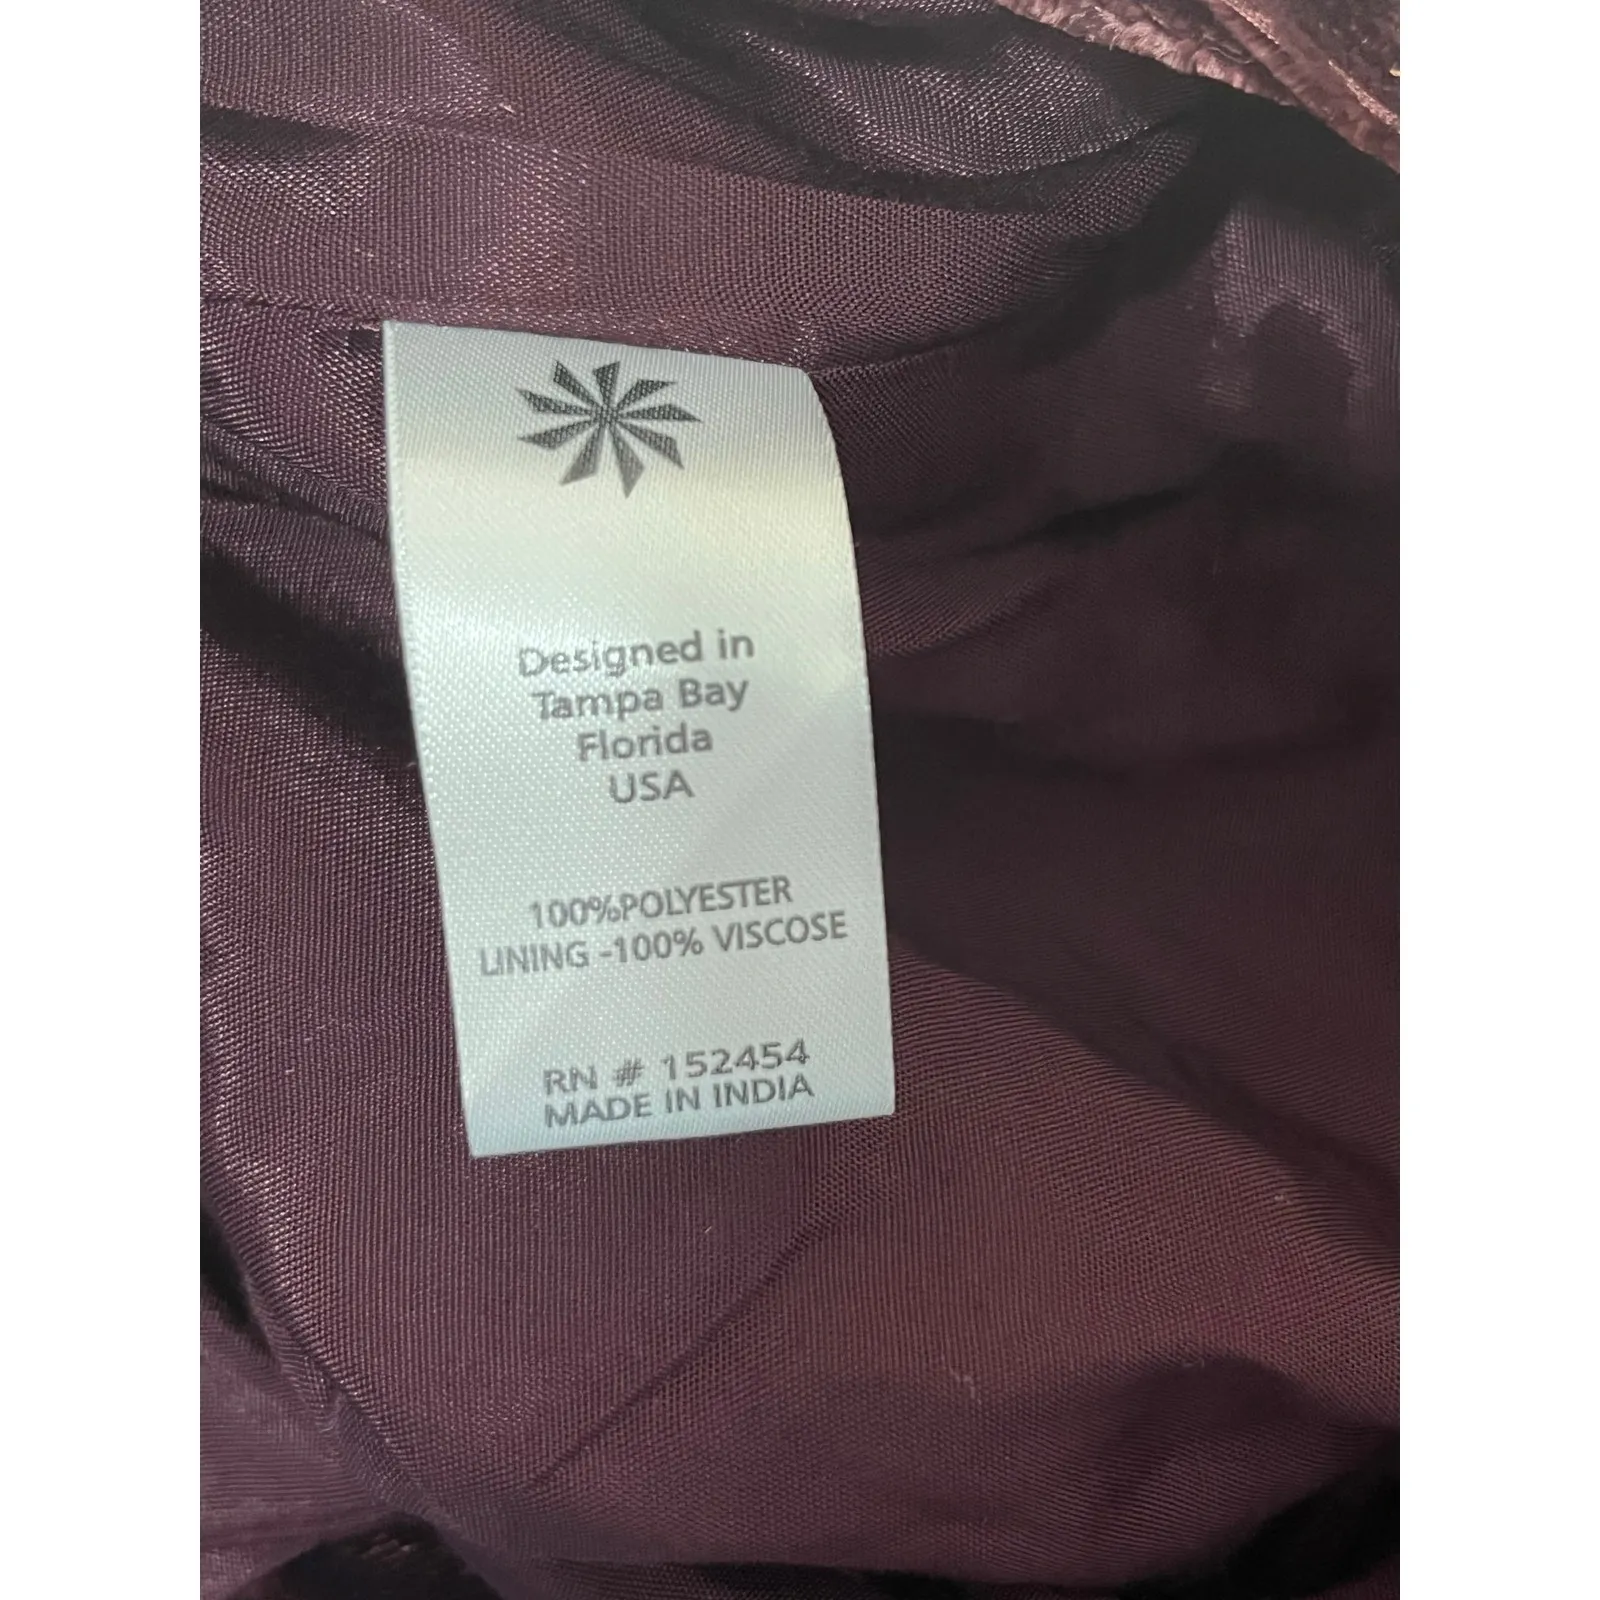 Designed in
Tampa Bay
Florida
USA
100%POLYESTER
LINING -100% VISCOSE
RN # 152454
MADE IN INDIA